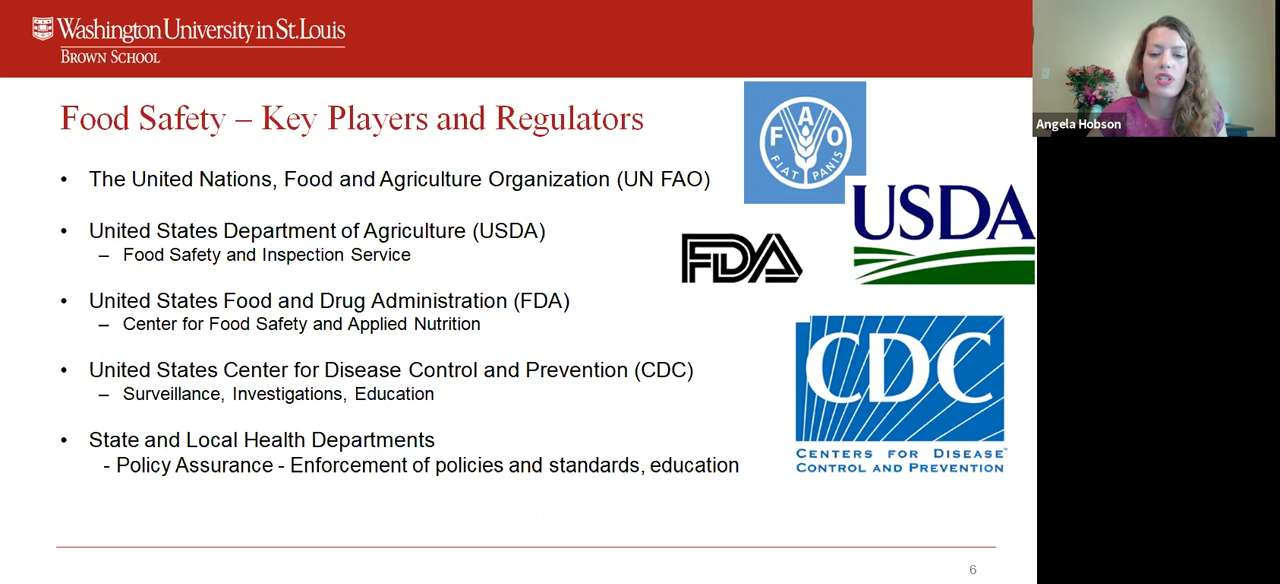 Washington University in St. Louis
BROWN SCHOOL
Angela Hobson
Food Safety – Key Players and Regulators
• The United Nations, Food and Agriculture Organization (UN FAO)
• United States Department of Agriculture (USDA)
– Food Safety and Inspection Service
• United States Food and Drug Administration (FDA)
– Center for Food Safety and Applied Nutrition
• United States Center for Disease Control and Prevention (CDC)
– Surveillance, Investigations, Education
• State and Local Health Departments
- Policy Assurance - Enforcement of policies and standards, education
F A O
FIAT PANIS
USDA
FDA
CDC
CENTERS FOR DISEASE™
CONTROL AND PREVENTION
6